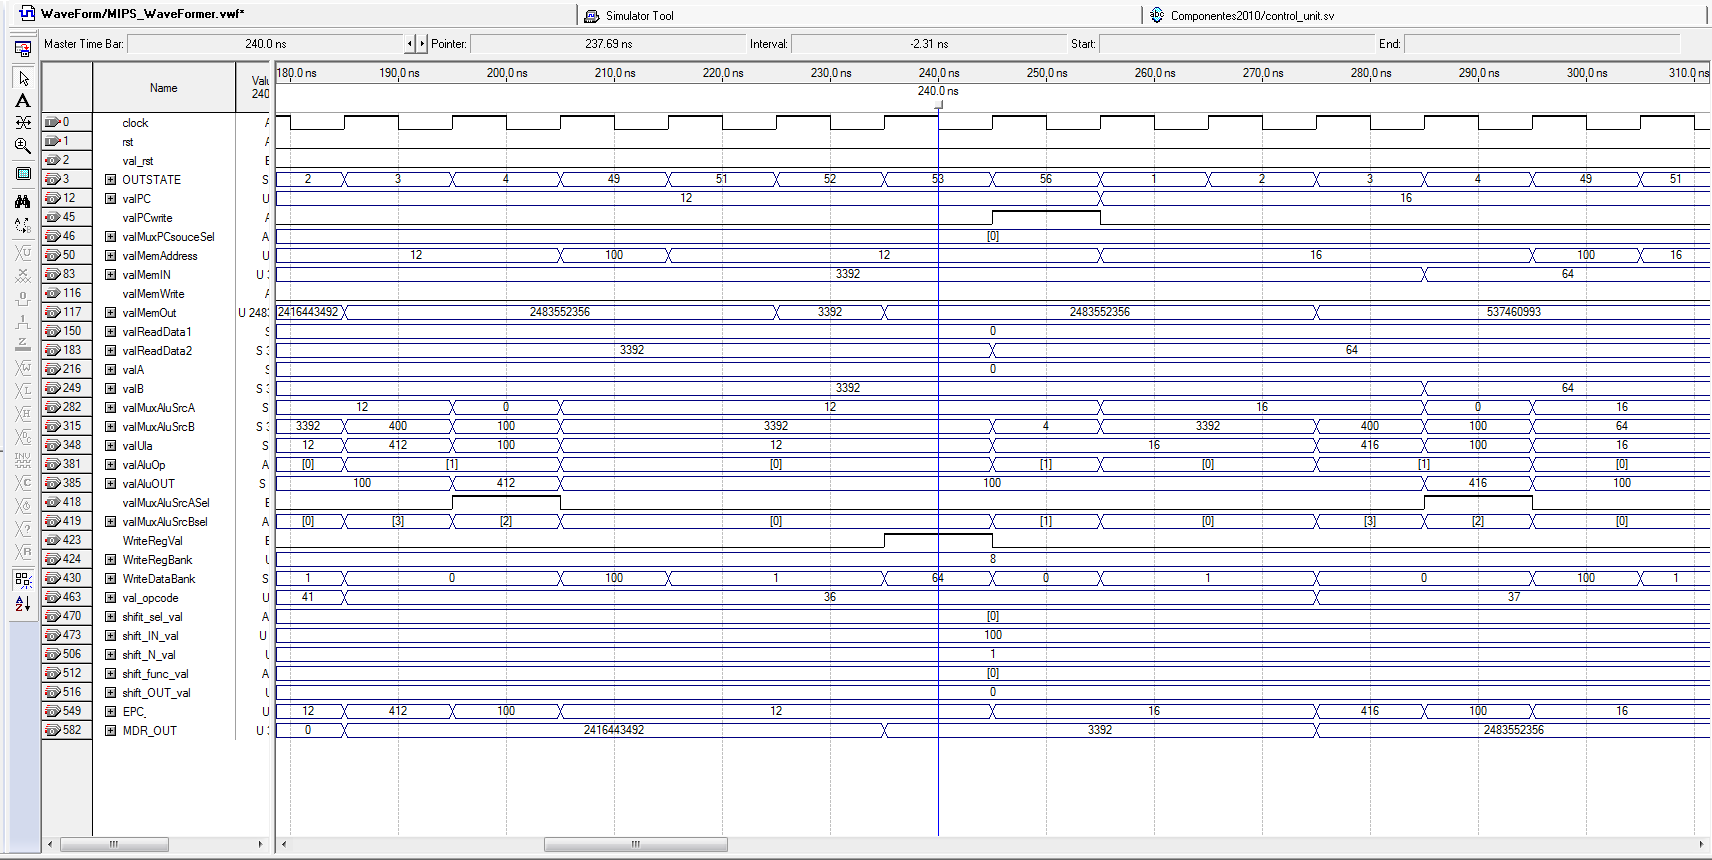 WaveForm/MIPS_WaveFormer.vwf*
Simulator Tool
Componentes2010/control_unit.sv
Master Time Bar: 240.0 ns Pointer: 237.69 ns Interval: -2.31 ns Start: End:
Name Valu 240
180.0 ns 190.0 ns 200.0 ns 210.0 ns 220.0 ns 230.0 ns 240.0 ns 250.0 ns 260.0 ns 270.0 ns 280.0 ns 290.0 ns 300.0 ns 310.0 ns
240.0 ns
0 clock A
1 rst A
2 val_rst E
3 OUTSTATE S 2 3 4 49 51 52 53 56 1 2 3 4 49 51
12 valPC U 12 16
45 valPCwrite A
46 valMuxPCsouceSel A [0]
50 valMemAddress U 12 100 12 16 100 16
83 valMemIN U 3392 64
116 valMemWrite A
117 valMemOut U 2483 2416443492 2483552356 3392 2483552356 537460993
150 valReadData1 S 0
183 valReadData2 S 3392 64
216 valA S 0
249 valB S 3392 64
282 valMuxAluSrcA S 12 0 12 16 0 16
315 valMuxAluSrcB S 3392 400 100 3392 4 3392 400 100 64
348 valUla S 12 412 100 12 16 416 100 16
381 valAluOp A [0] [1] [0] [1] [0] [1] [0]
385 valAluOUT S 100 412 100 416 100
418 valMuxAluSrcASel E
419 valMuxAluSrcBsel A [0] [3] [2] [0] [1] [0] [3] [2] [0]
423 WriteRegVal E
424 WriteRegBank 8
430 WriteDataBank S 1 0 100 1 64 0 1 0 100 1
463 val_opcode U 41 36 37
470 shifit_sel_val A [0]
473 shift_IN_val U 100
506 shift_N_val 1
512 shift_func_val A [0]
516 shift_OUT_val 0
549 EPC_ U 12 412 100 12 16 416 100 16
582 MDR_OUT U 0 2416443492 3392 2483552356